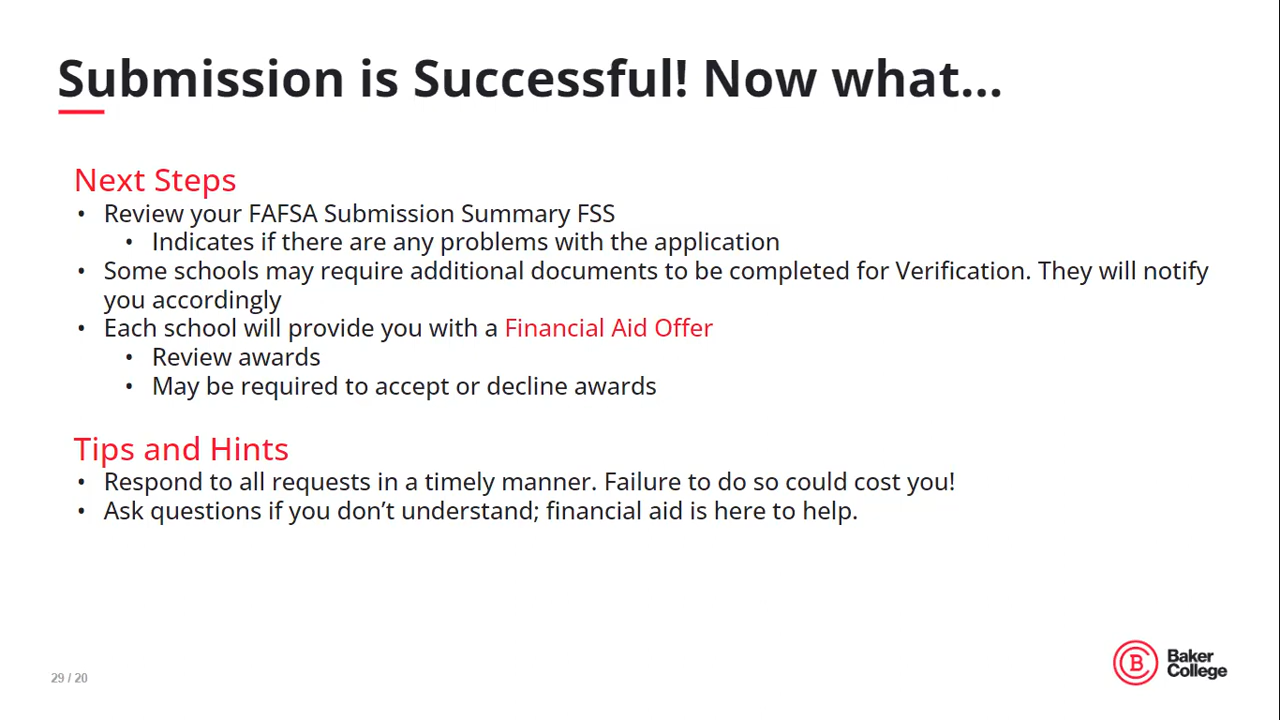 Submission is Successful! Now what...
Next Steps
• Review your FAFSA Submission Summary FSS
• Indicates if there are any problems with the application
• Some schools may require additional documents to be completed for Verification. They will notify
you accordingly
• Each school will provide you with a Financial Aid Offer
• Review awards
• May be required to accept or decline awards
Tips and Hints
• Respond to all requests in a timely manner. Failure to do so could cost you!
• Ask questions if you don’t understand; financial aid is here to help.
29 / 20
B
Baker
College